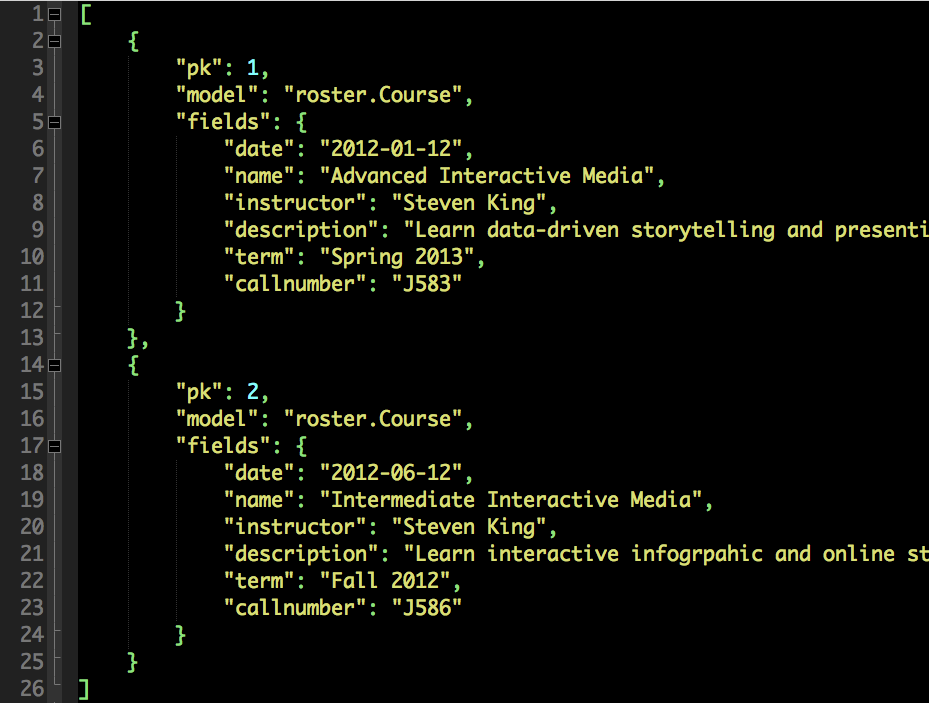 1 [
2     {
3         "pk": 1,
4         "model": "roster.Course",
5         "fields": {
6             "date": "2012-01-12",
7             "name": "Advanced Interactive Media",
8             "instructor": "Steven King",
9             "description": "Learn data-driven storytelling and presenti
10             "term": "Spring 2013",
11             "callnumber": "J583"
12         }
13     },
14     {
15         "pk": 2,
16         "model": "roster.Course",
17         "fields": {
18             "date": "2012-06-12",
19             "name": "Intermediate Interactive Media",
20             "instructor": "Steven King",
21             "description": "Learn interactive infogrpahic and online st
22             "term": "Fall 2012",
23             "callnumber": "J586"
24         }
25     }
26 ]